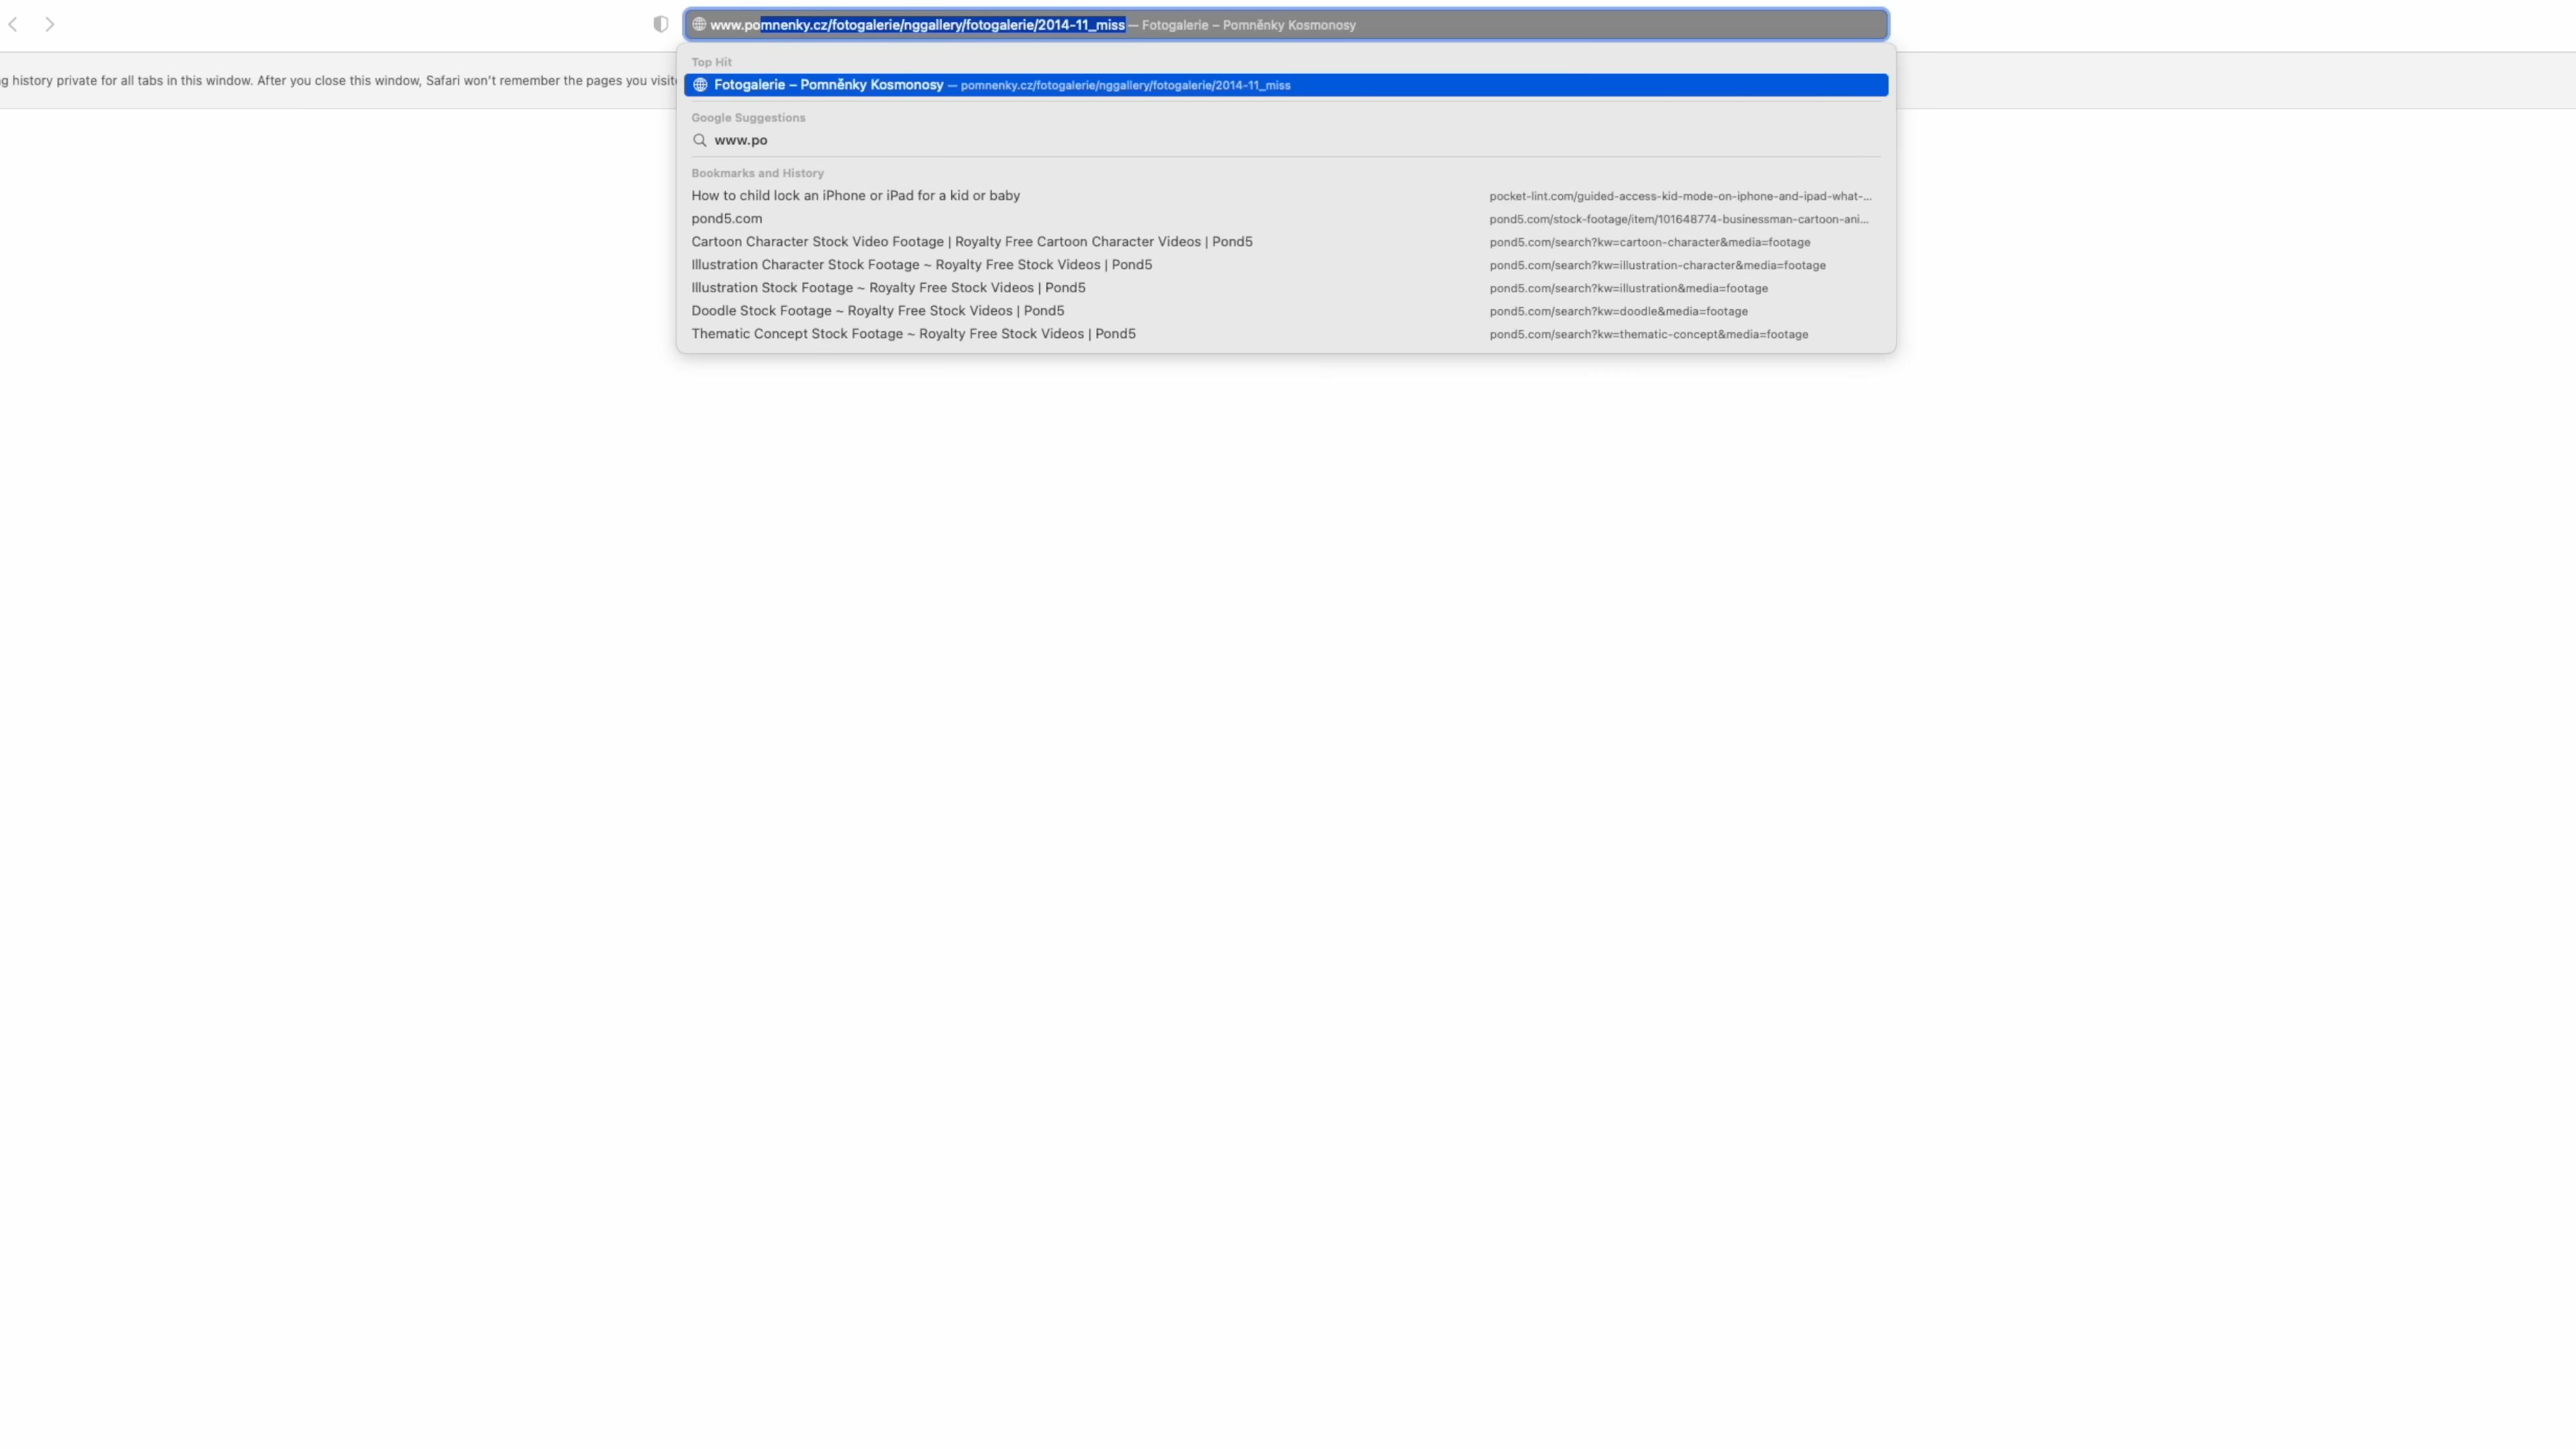 www.pomnenky.cz/fotogalerie/nggallery/fotogalerie/2014-11_miss — Fotogalerie – Pomněnky Kosmonosy
g history private for all tabs in this window. After you close this window, Safari won't remember the pages you visit
Top Hit
Fotogalerie – Pomněnky Kosmonosy — pomnenky.cz/fotogalerie/nggallery/fotogalerie/2014-11_miss
Google Suggestions
www.po
Bookmarks and History
How to child lock an iPhone or iPad for a kid or baby pocket-lint.com/guided-access-kid-mode-on-iphone-and-ipad-what-...
pond5.com pond5.com/stock-footage/item/101648774-businessman-cartoon-ani...
Cartoon Character Stock Video Footage | Royalty Free Cartoon Character Videos | Pond5 pond5.com/search?kw=cartoon-character&media=footage
Illustration Character Stock Footage ~ Royalty Free Stock Videos | Pond5 pond5.com/search?kw=illustration-character&media=footage
Illustration Stock Footage ~ Royalty Free Stock Videos | Pond5 pond5.com/search?kw=illustration&media=footage
Doodle Stock Footage ~ Royalty Free Stock Videos | Pond5 pond5.com/search?kw=doodle&media=footage
Thematic Concept Stock Footage ~ Royalty Free Stock Videos | Pond5 pond5.com/search?kw=thematic-concept&media=footage